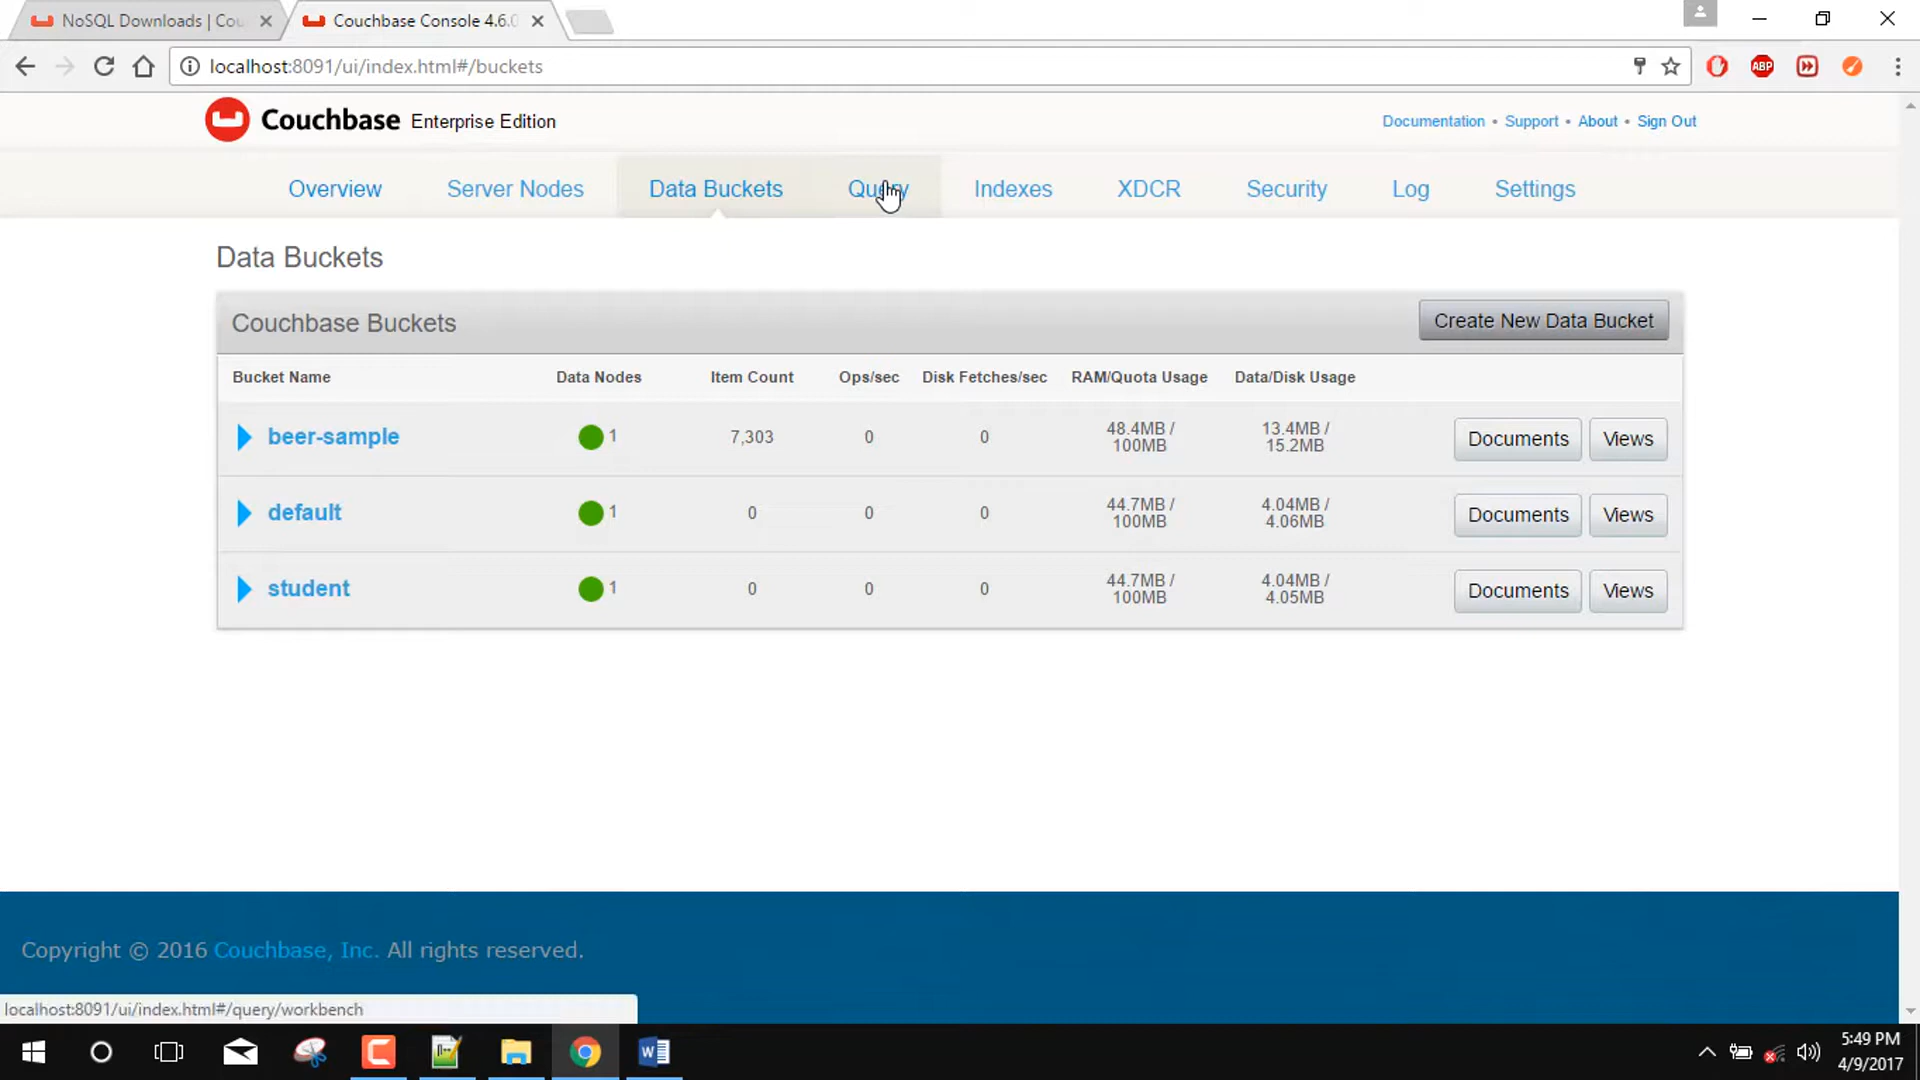 NoSQL Downloads | Cou
Couchbase Console 4.6.0
localhost:8091/ui/index.html#/buckets
ABP
Couchbase Enterprise Edition
Documentation • Support • About • Sign Out
Overview Server Nodes Data Buckets Query Indexes XDCR Security Log Settings
Data Buckets
Couchbase Buckets
Create New Data Bucket
Bucket Name Data Nodes Item Count Ops/sec Disk Fetches/sec RAM/Quota Usage Data/Disk Usage
beer-sample 1 7,303 0 0 48.4MB / 100MB 13.4MB / 15.2MB Documents Views
default 1 0 0 0 44.7MB / 100MB 4.04MB / 4.06MB Documents Views
student 1 0 0 0 44.7MB / 100MB 4.04MB / 4.05MB Documents Views
Copyright © 2016 Couchbase, Inc. All rights reserved.
localhost:8091/ui/index.html#/query/workbench
5:49 PM
4/9/2017